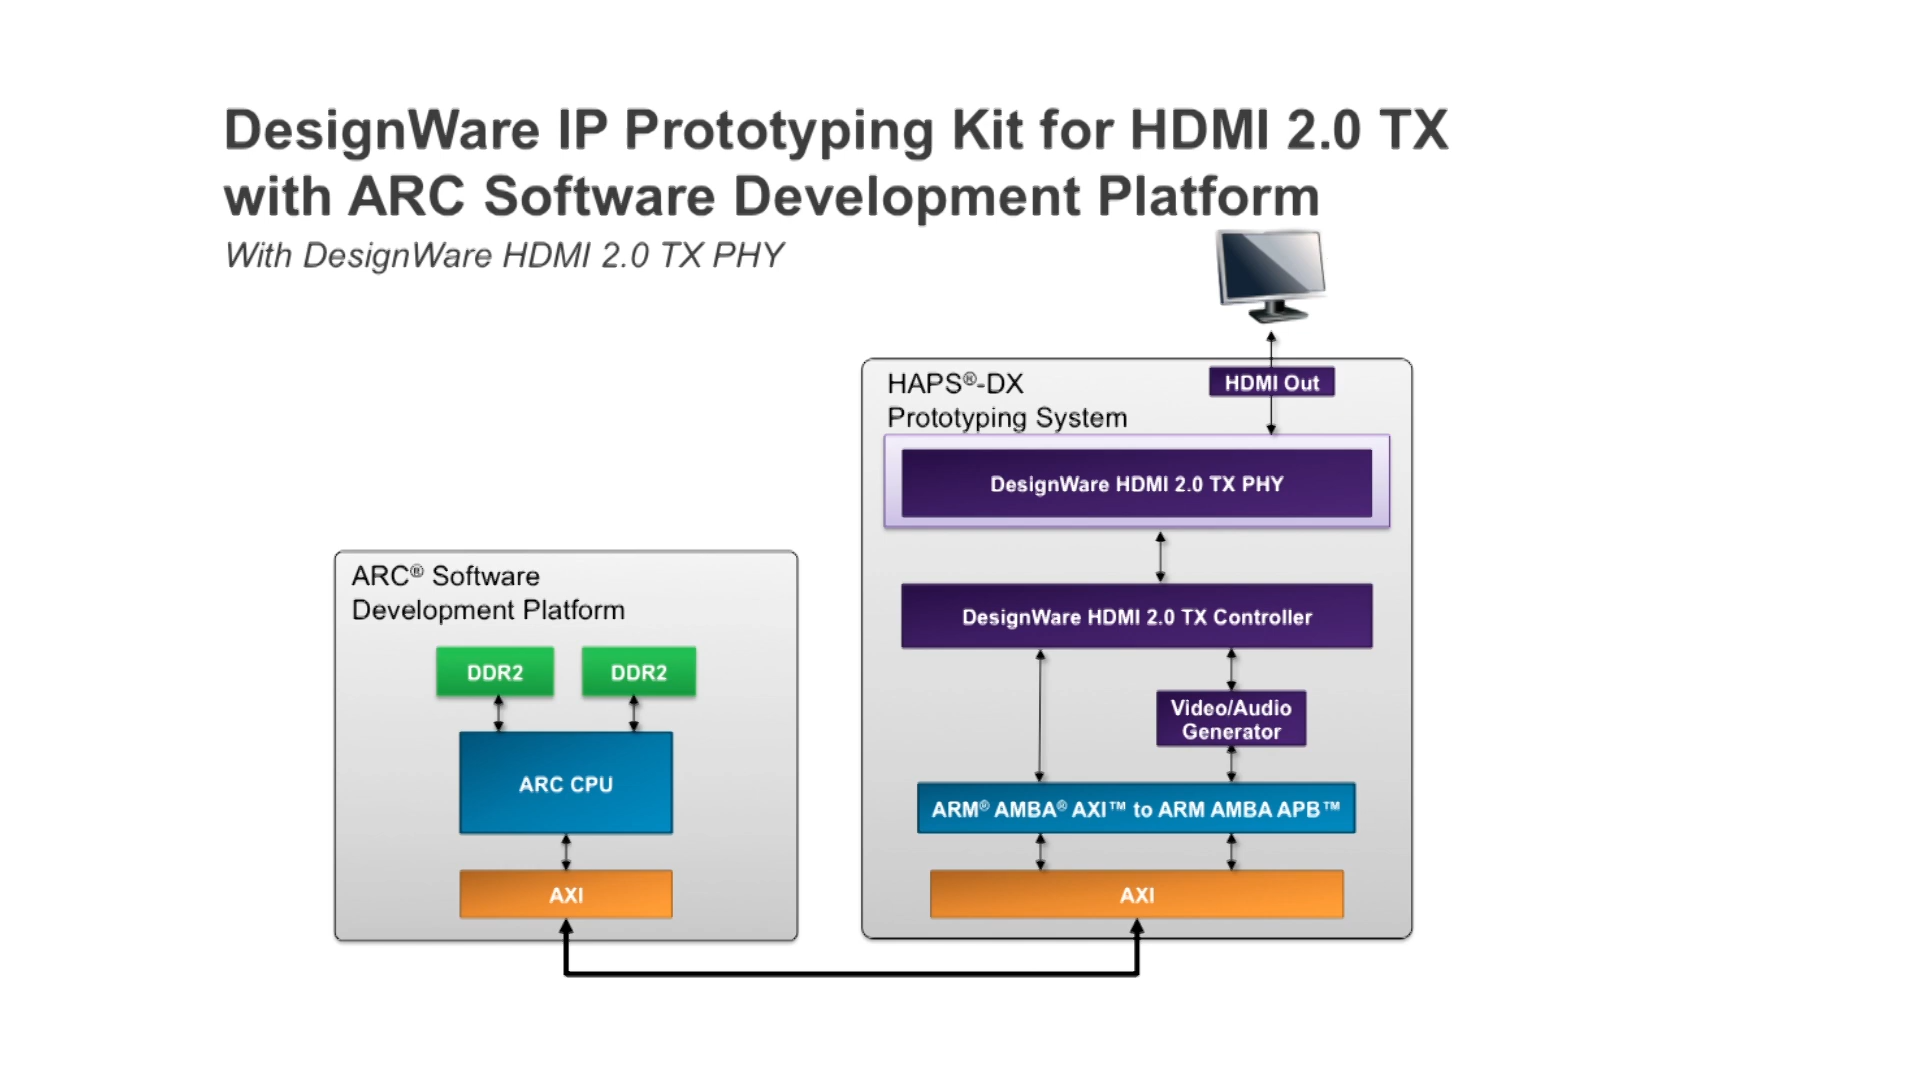 DesignWare IP Prototyping Kit for HDMI 2.0 TX
with ARC Software Development Platform
With DesignWare HDMI 2.0 TX PHY
HAPS®-DX
Prototyping System
HDMI Out
DesignWare HDMI 2.0 TX PHY
DesignWare HDMI 2.0 TX Controller
Video/Audio
Generator
ARM® AMBA® AXI™ to ARM AMBA APB™
AXI
ARC® Software
Development Platform
DDR2
DDR2
ARC CPU
AXI